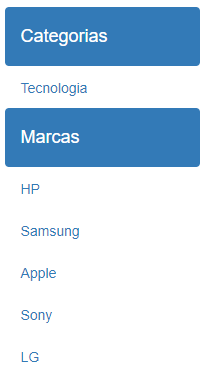 Categorias
Tecnologia
Marcas
HP
Samsung
Apple
Sony
LG